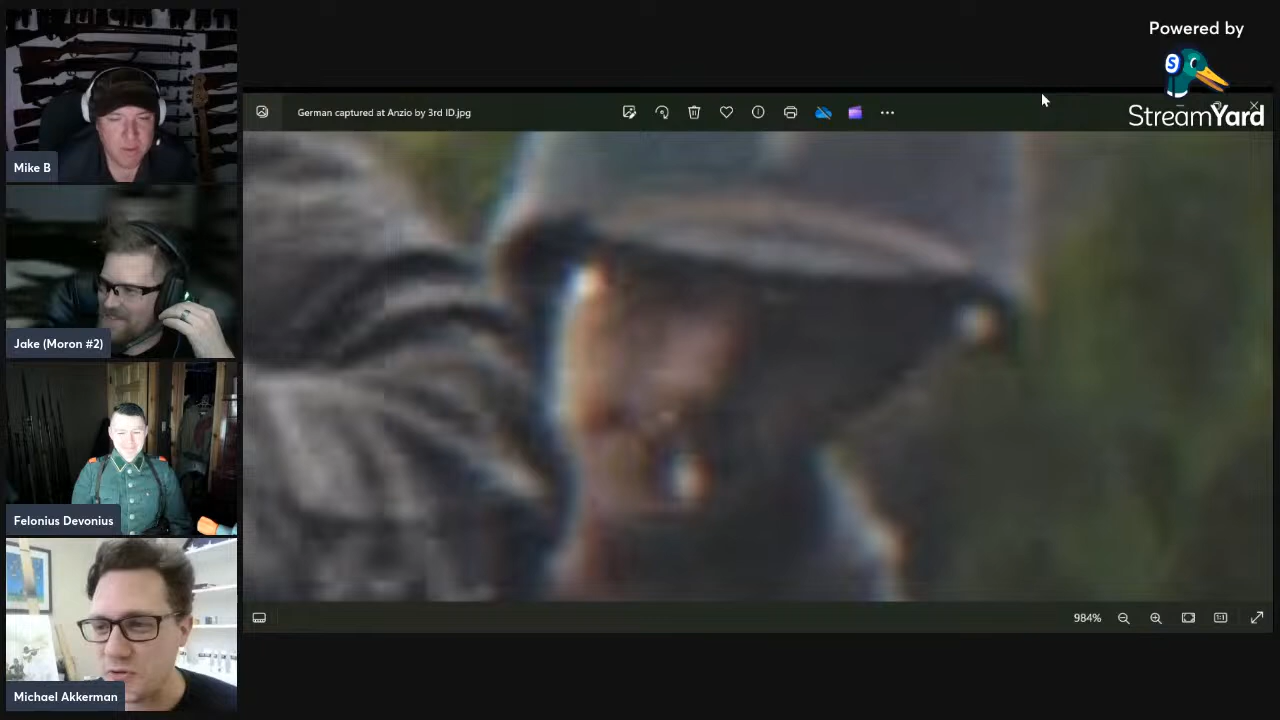 Powered by
StreamYard
German captured at Anzio by 3rd ID.jpg
Mike B
Jake (Moron #2)
Felonius Devonius
Michael Akkerman
984%